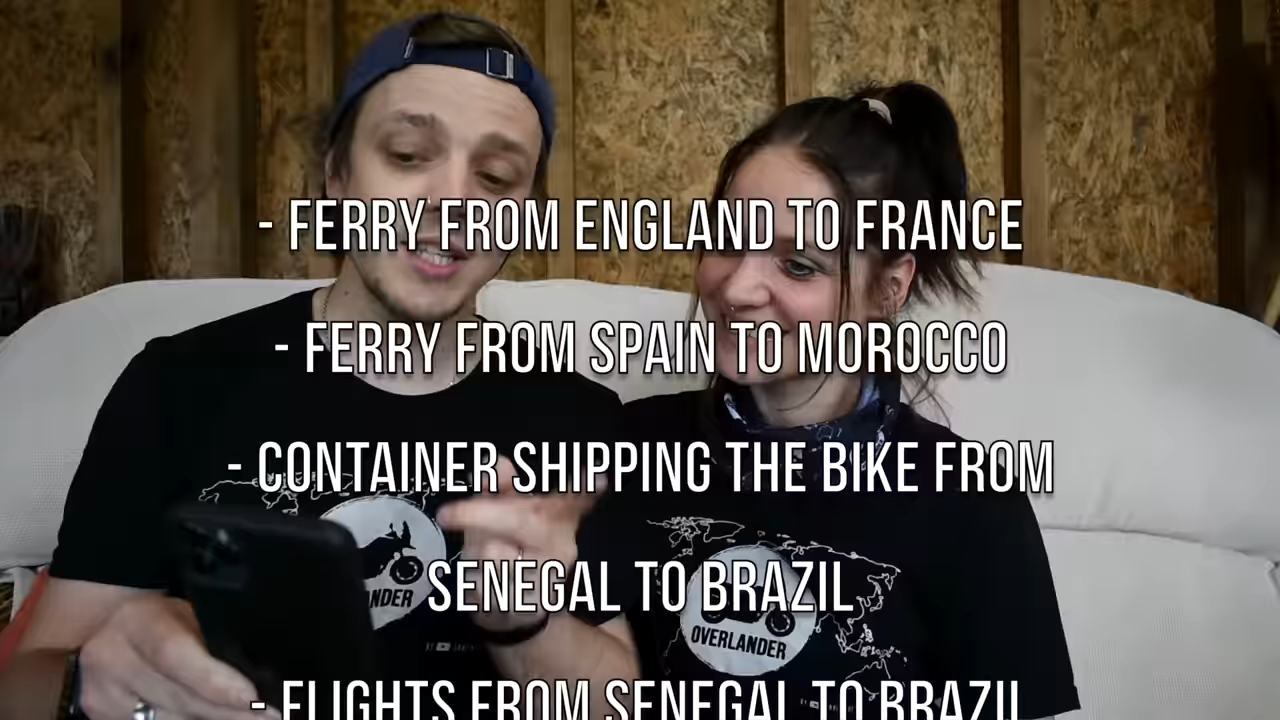 - FERRY FROM ENGLAND TO FRANCE
- FERRY FROM SPAIN TO MOROCCO
- CONTAINER SHIPPING THE BIKE FROM
SENEGAL TO BRAZIL
- FLIGHTS FROM SENEGAL TO BRAZIL
OVERLANDER